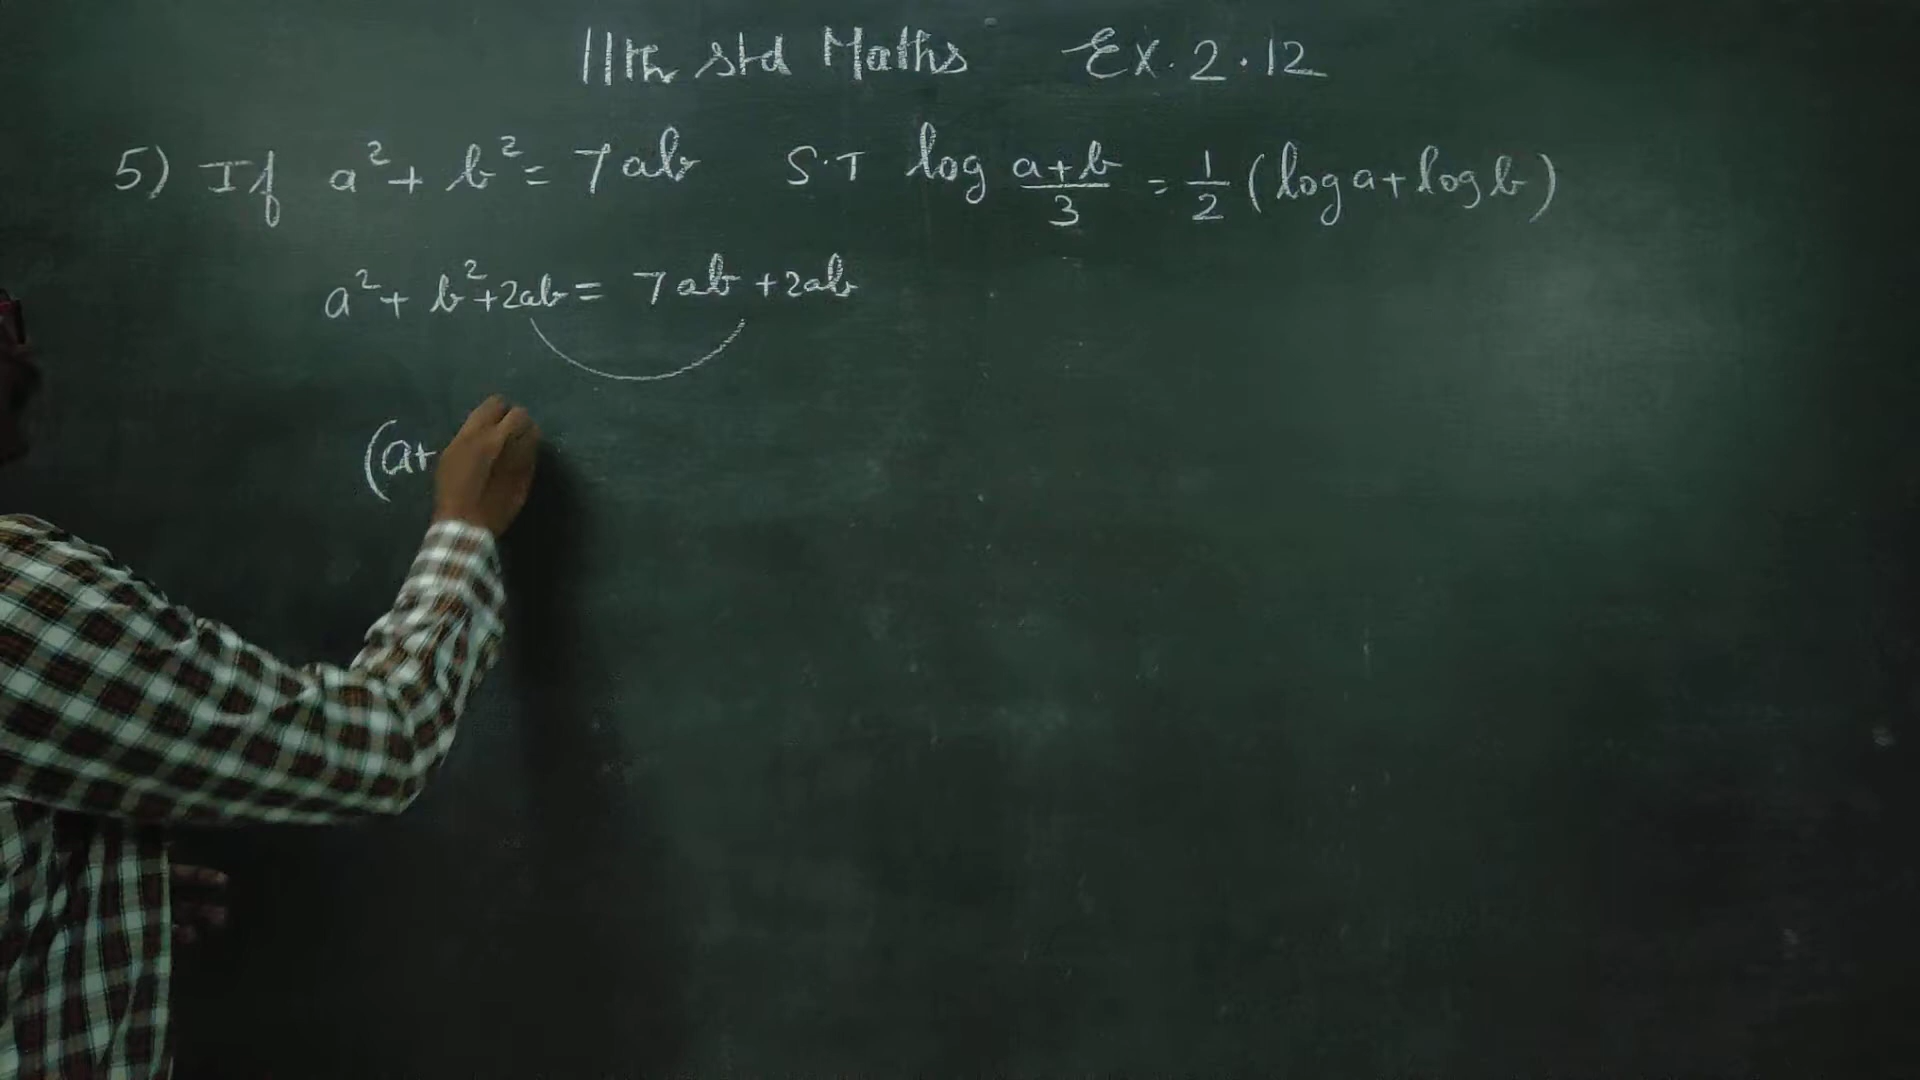 11th std Maths Ex. 2.12
5) If a² + b² = 7ab S.T log a+b/3 = 1/2 (log a + log b)
a² + b² + 2ab = 7ab + 2ab
(a+